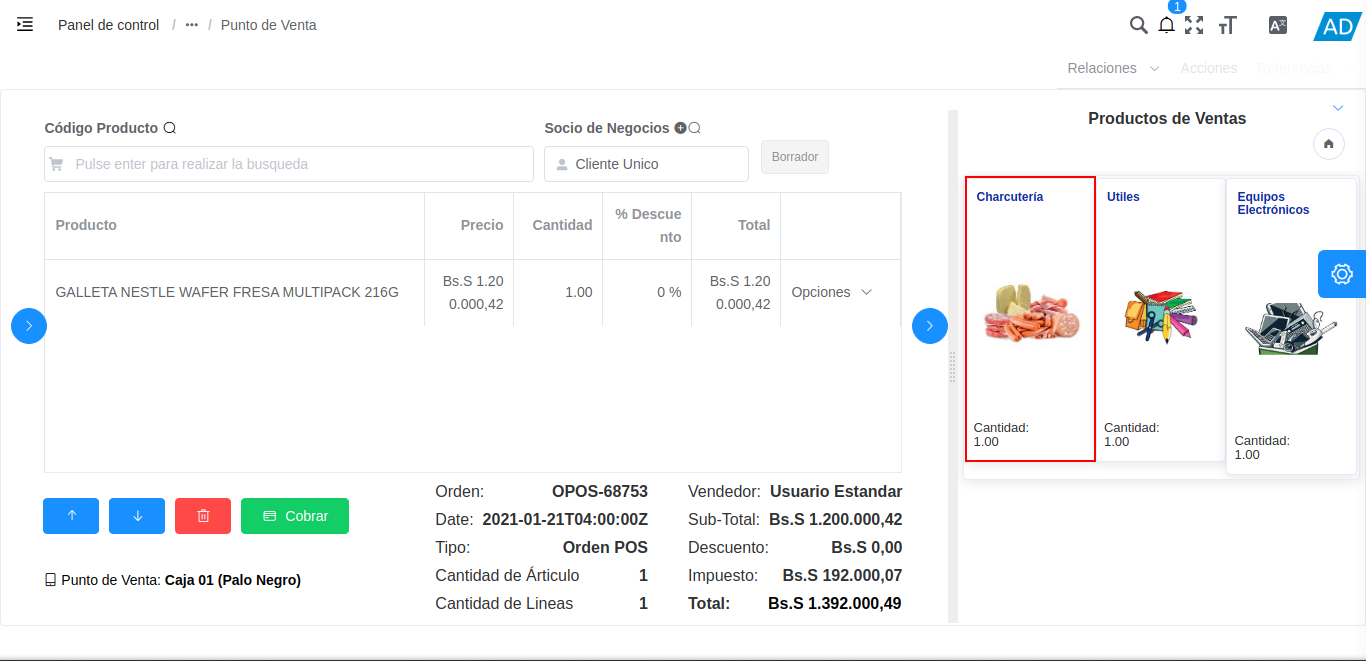 Panel de control / ••• / Punto de Venta
1
AD
Relaciones Acciones Referencias
Código Producto
Socio de Negocios
Pulse enter para realizar la busqueda
Cliente Unico
Borrador
Producto Precio Cantidad % Descue
nto Total
GALLETA NESTLE WAFER FRESA MULTIPACK 216G Bs.S 1.20
0.000,42 1.00 0 % Bs.S 1.20
0.000,42 Opciones
Cobrar
Punto de Venta: Caja 01 (Palo Negro)
Orden: OPOS-68753
Date: 2021-01-21T04:00:00Z
Tipo: Orden POS
Cantidad de Árticulo 1
Cantidad de Lineas 1
Vendedor: Usuario Estandar
Sub-Total: Bs.S 1.200.000,42
Descuento: Bs.S 0,00
Impuesto: Bs.S 192.000,07
Total: Bs.S 1.392.000,49
Productos de Ventas
Charcutería
Cantidad:
1.00
Utiles
Cantidad:
1.00
Equipos
Electrónicos
Cantidad:
1.00